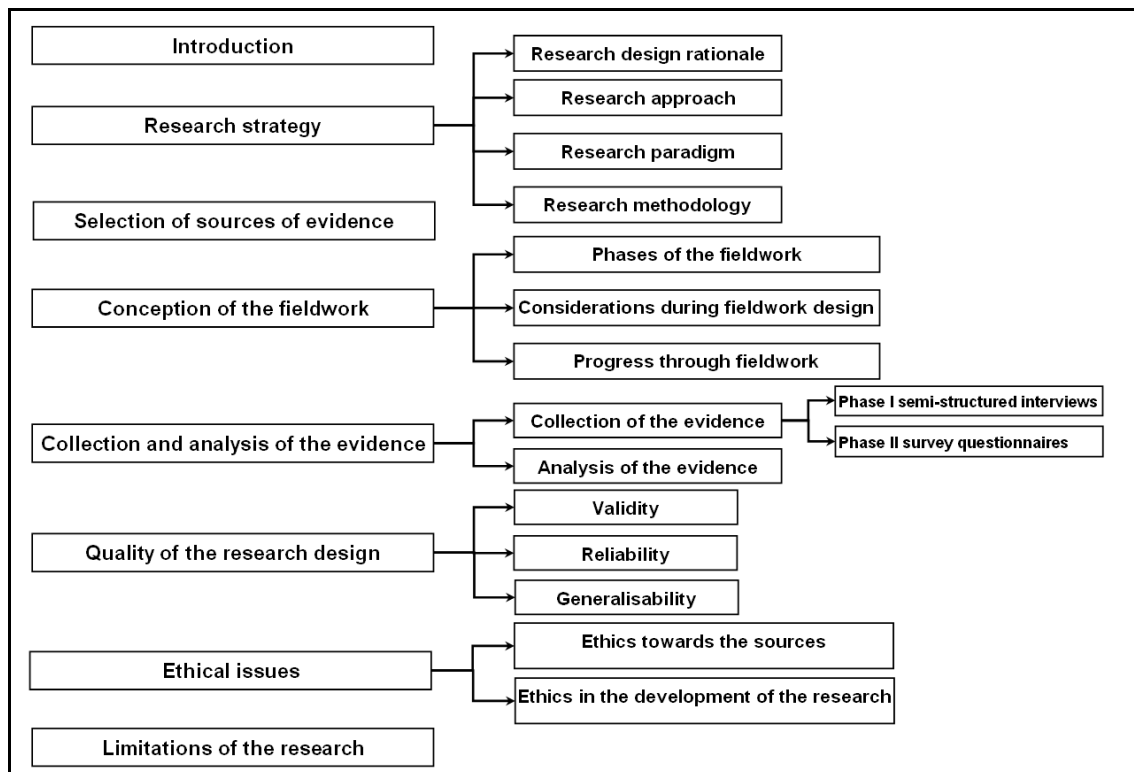 Introduction
Research strategy
Research design rationale
Research approach
Research paradigm
Research methodology
Selection of sources of evidence
Conception of the fieldwork
Phases of the fieldwork
Considerations during fieldwork design
Progress through fieldwork
Collection and analysis of the evidence
Collection of the evidence
Phase I semi-structured interviews
Phase II survey questionnaires
Analysis of the evidence
Quality of the research design
Validity
Reliability
Generalisability
Ethical issues
Ethics towards the sources
Ethics in the development of the research
Limitations of the research